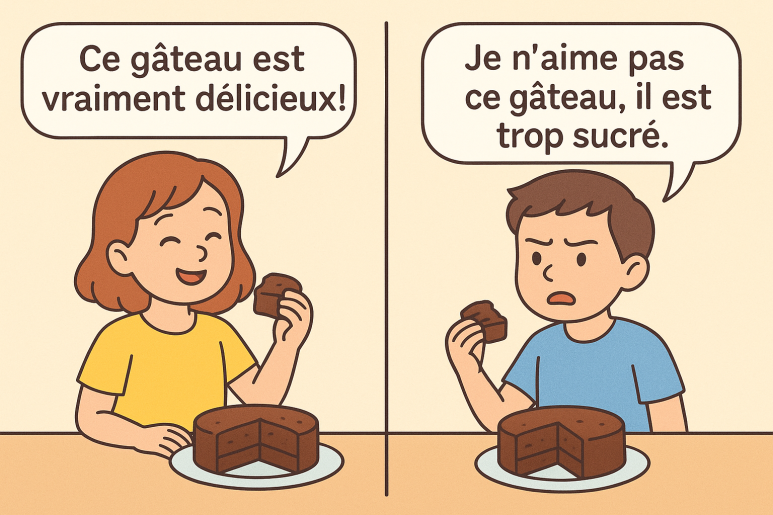 Ce gâteau est
vraiment délicieux!
Je n'aime pas
ce gâteau, il est
trop sucré.